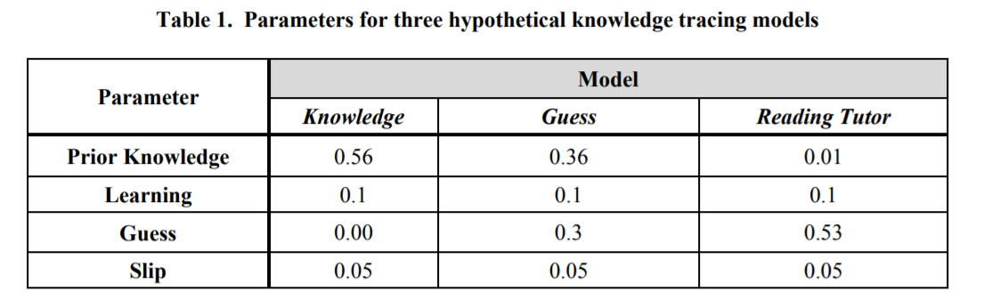 Table 1. Parameters for three hypothetical knowledge tracing models
Parameter Model
Knowledge Guess Reading Tutor
Prior Knowledge 0.56 0.36 0.01
Learning 0.1 0.1 0.1
Guess 0.00 0.3 0.53
Slip 0.05 0.05 0.05